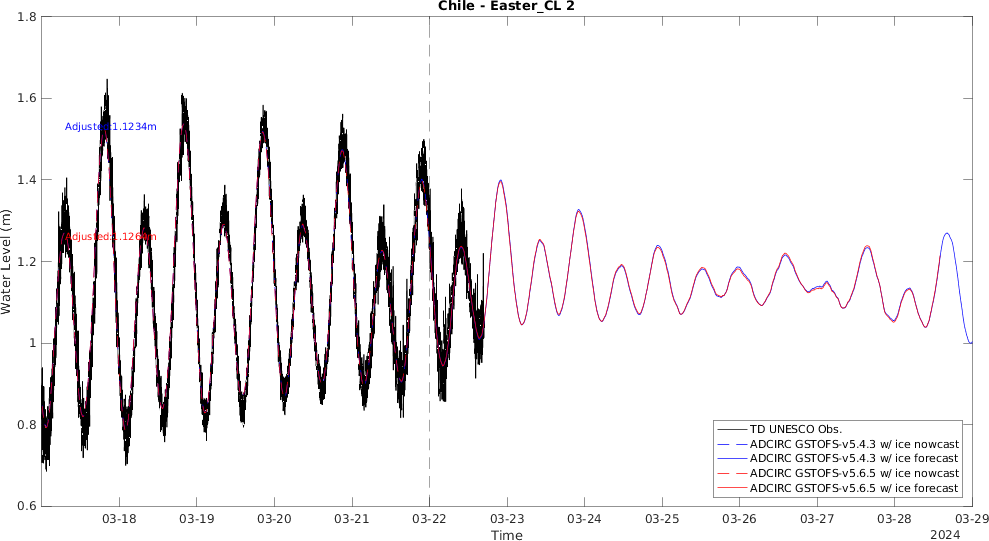 Chile - Easter_CL 2
1.8
1.6
1.4
1.2
1
0.8
0.6
Water Level (m)
Adjusted:1.1234m
03-18
03-19
03-20
03-21
03-22
03-23
03-24
03-25
03-26
03-27
03-28
03-29
Time
2024
TD UNESCO Obs.
ADCIRC GSTOFS-v5.4.3 w/ ice nowcast
ADCIRC GSTOFS-v5.4.3 w/ ice forecast
ADCIRC GSTOFS-v5.6.5 w/ ice nowcast
ADCIRC GSTOFS-v5.6.5 w/ ice forecast